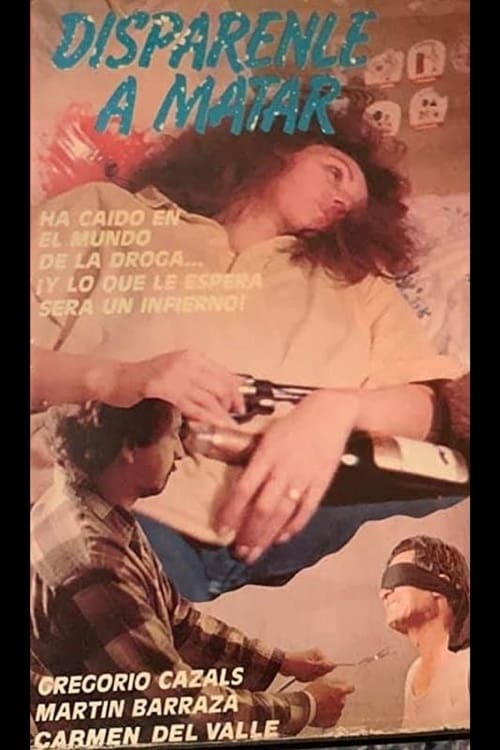 DISPARENLE
A MATAR
HA CAIDO EN
EL MUNDO
DE LA DROGA...
¡Y LO QUE LE ESPERA
SERA UN INFIERNO!
GREGORIO CAZALS
MARTIN BARRAZA
CARMEN DEL VALLE